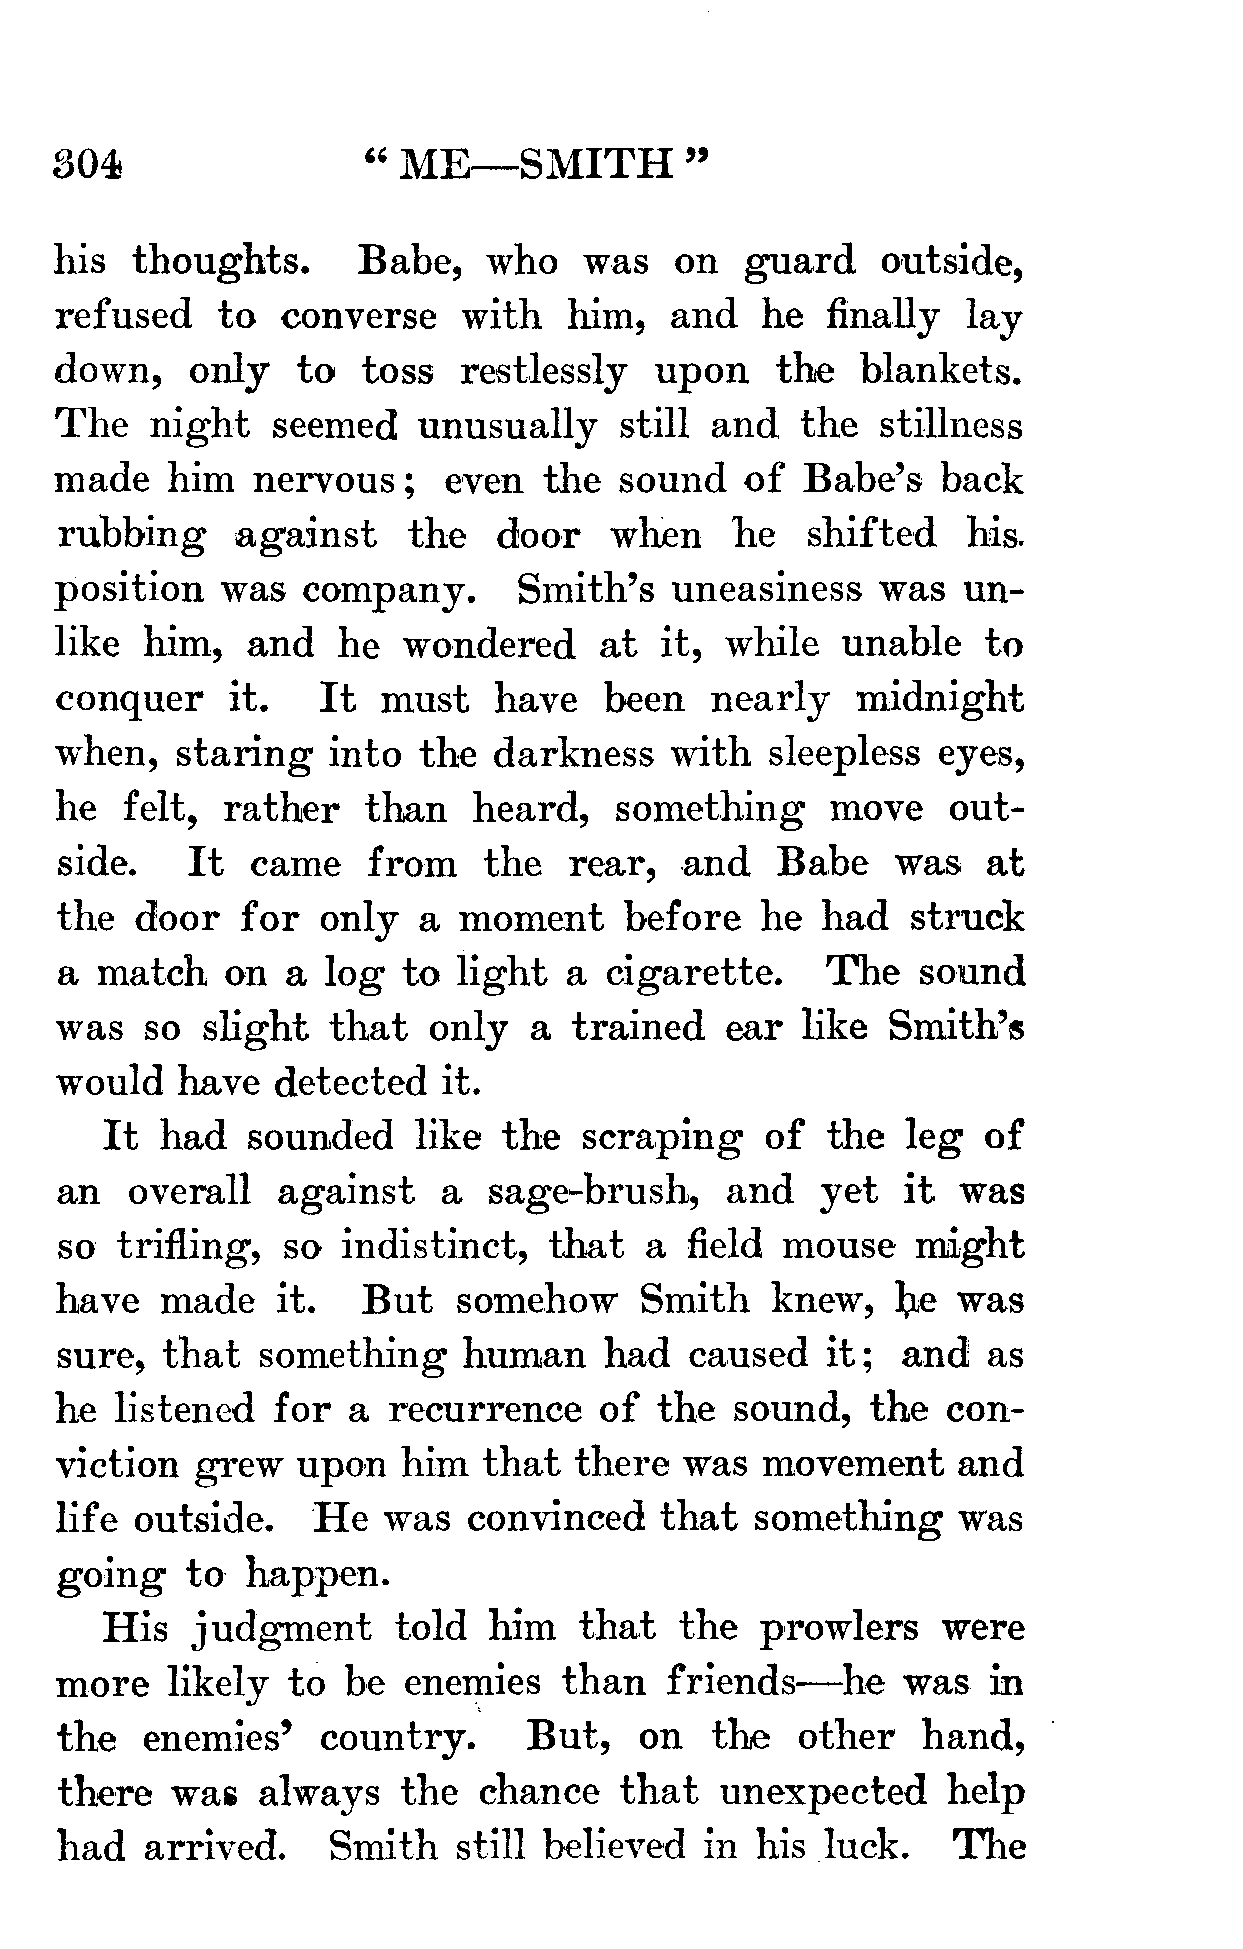 304 “ ME—SMITH ”
his thoughts. Babe, who was on guard outside,
refused to converse with him, and he finally lay
down, only to toss restlessly upon the blankets.
The night seemed unusually still and the stillness
made him nervous; even the sound of Babe’s back
rubbing against the door when he shifted his
position was company. Smith’s uneasiness was un-
like him, and he wondered at it, while unable to
conquer it. It must have been nearly midnight
when, staring into the darkness with sleepless eyes,
he felt, rather than heard, something move out-
side. It came from the rear, and Babe was at
the door for only a moment before he had struck
a match on a log to light a cigarette. The sound
was so slight that only a trained ear like Smith’s
would have detected it.
It had sounded like the scraping of the leg of
an overall against a sage-brush, and yet it was
so trifling, so indistinct, that a field mouse might
have made it. But somehow Smith knew, he was
sure, that something human had caused it; and as
he listened for a recurrence of the sound, the con-
viction grew upon him that there was movement and
life outside. He was convinced that something was
going to happen.
His judgment told him that the prowlers were
more likely to be enemies than friends—he was in
the enemies’ country. But, on the other hand,
there was always the chance that unexpected help
had arrived. Smith still believed in his luck. The